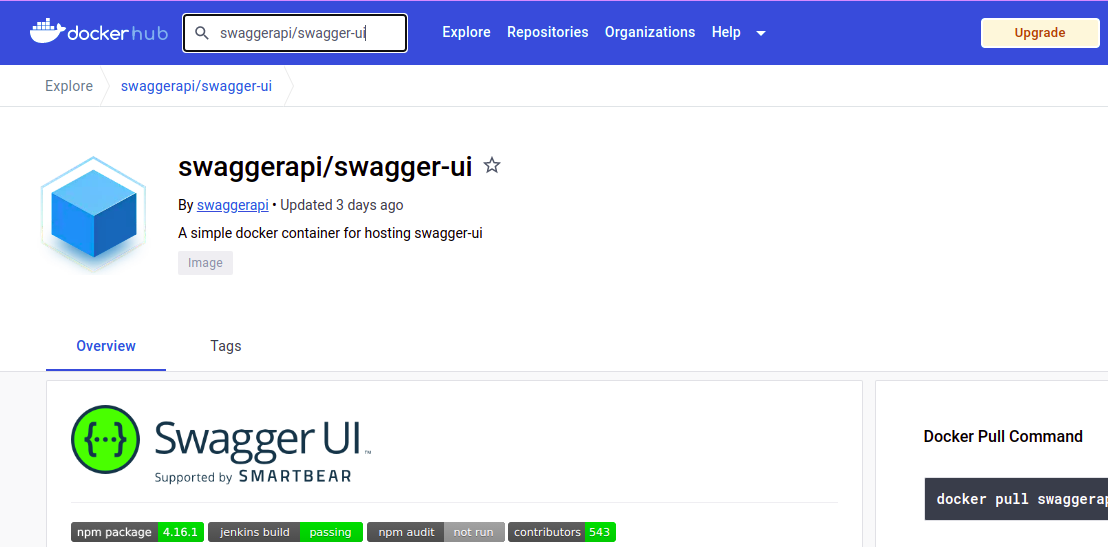 docker hub
swaggerapi/swagger-ui
Explore Repositories Organizations Help
Upgrade
Explore swaggerapi/swagger-ui
swaggerapi/swagger-ui
By swaggerapi • Updated 3 days ago
A simple docker container for hosting swagger-ui
Image
Overview Tags
{···} Swagger UI™
Supported by SMARTBEAR
npm package 4.16.1 jenkins build passing npm audit not run contributors 543
Docker Pull Command
docker pull swaggerap